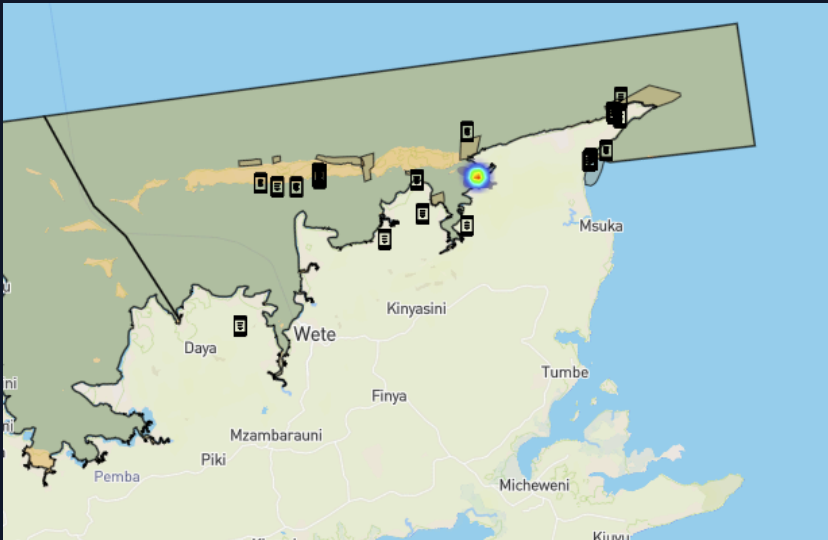 Msuka
Kinyasini
Wete
Daya
Tumbe
Finya
Mzambarauni
Piki
Pemba
Micheweni